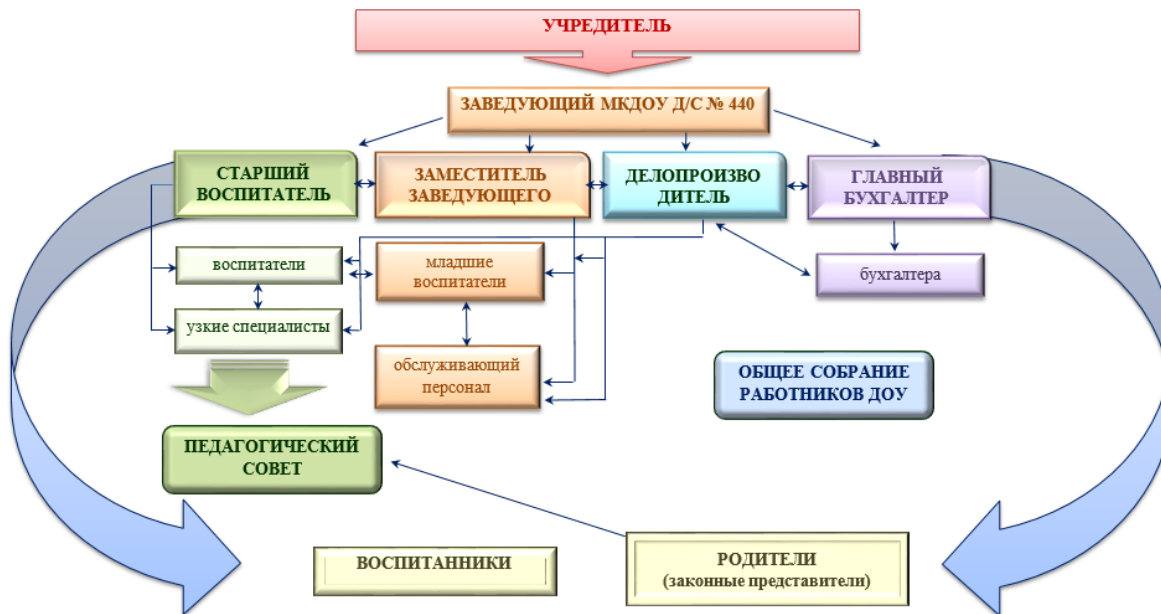 УЧРЕДИТЕЛЬ
ЗАВЕДУЮЩИЙ МКДОУ Д/С № 440
СТАРШИЙ
ВОСПИТАТЕЛЬ
ЗАМЕСТИТЕЛЬ
ЗАВЕДУЮЩЕГО
ДЕЛОПРОИЗВО
ДИТЕЛЬ
ГЛАВНЫЙ
БУХГАЛТЕР
воспитатели
младшие
воспитатели
бухгалтера
узкие специалисты
обслуживающий
персонал
ОБЩЕЕ СОБРАНИЕ
РАБОТНИКОВ ДОУ
ПЕДАГОГИЧЕСКИЙ
СОВЕТ
ВОСПИТАННИКИ
РОДИТЕЛИ
(законные представители)